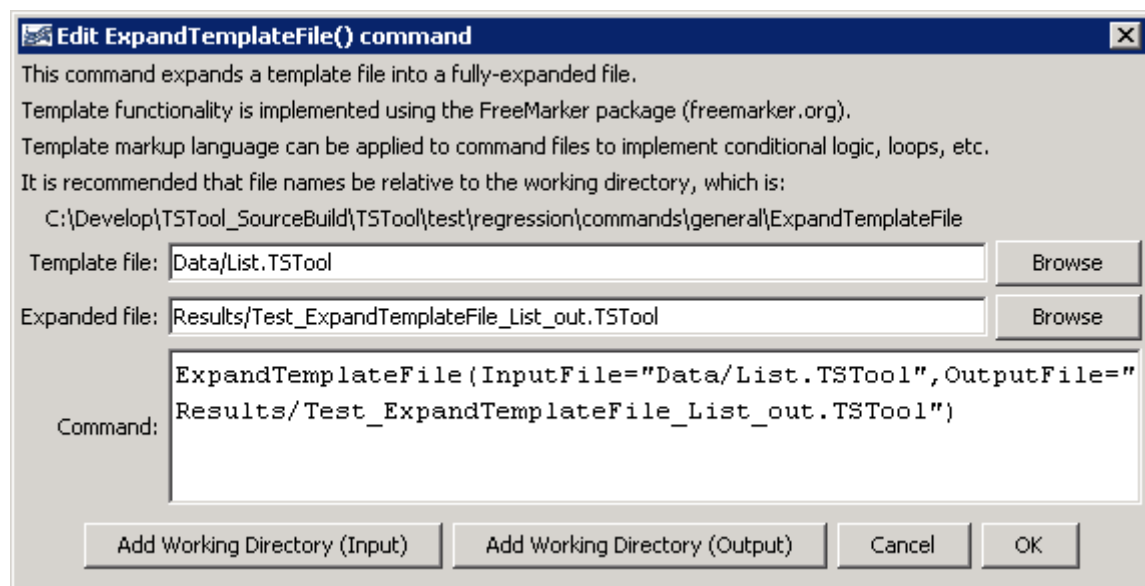 Edit ExpandTemplateFile() command
This command expands a template file into a fully-expanded file.
Template functionality is implemented using the FreeMarker package (freemarker.org).
Template markup language can be applied to command files to implement conditional logic, loops, etc.
It is recommended that file names be relative to the working directory, which is:
C:\Develop\TSTool_SourceBuild\TSTool\test\regression\commands\general\ExpandTemplateFile
Template file: Data/List.TSTool Browse
Expanded file: Results/Test_ExpandTemplateFile_List_out.TSTool Browse
ExpandTemplateFile(InputFile="Data/List.TSTool",OutputFile="
Results/Test_ExpandTemplateFile_List_out.TSTool")
Command:
Add Working Directory (Input) Add Working Directory (Output) Cancel OK